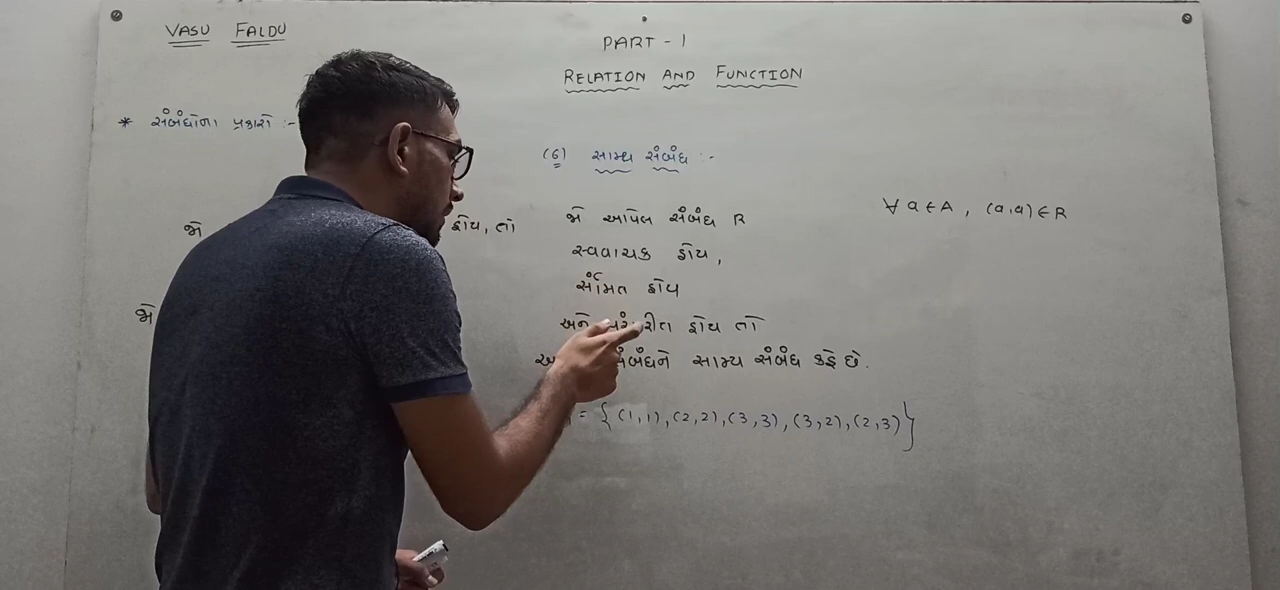 VASU FALDU
PART - 1
RELATION AND FUNCTION
* સંબંધોના પ્રકારો :-
(6) સામ્ય સંબંધ :-
જો
હોય, તો
જો આપેલ સંબંધ R
∀ a ∈ A, (a,a) ∈ R
સ્વવાચક હોય,
સંમિત હોય
જો
અને હોય તો
સંબંધને સામ્ય સંબંધ કહે છે.
= {(1,1),(2,2),(3,3),(3,2),(2,3)}